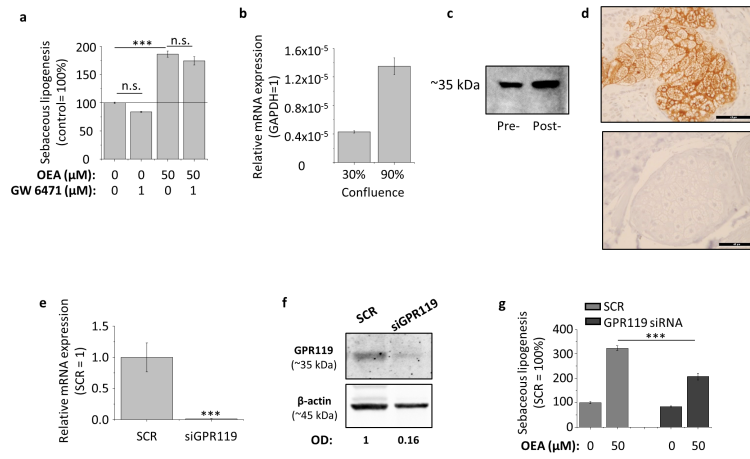 a
Sebaceous lipogenesis
(control= 100%)
200
150
100
50
0
***
n.s.
n.s.
OEA (µM): 0 0 50 50
GW 6471 (µM): 0 1 0 1
b
Relative mRNA expression
(GAPDH=1)
1.6x10-5
1.2x10-5
0.8x10-5
0.4x10-5
0
30% 90%
Confluence
c
~35 kDa
Pre- Post-
d
e
Relative mRNA expression
(SCR = 1)
1.5
1.0
0.5
0.0
***
SCR siGPR119
f
SCR siGPR119
GPR119
(~35 kDa)
β-actin
(~45 kDa)
OD: 1 0.16
g
SCR
GPR119 siRNA
Sebaceous lipogenesis
(SCR = 100%)
400
300
200
100
0
***
OEA (µM): 0 50 0 50